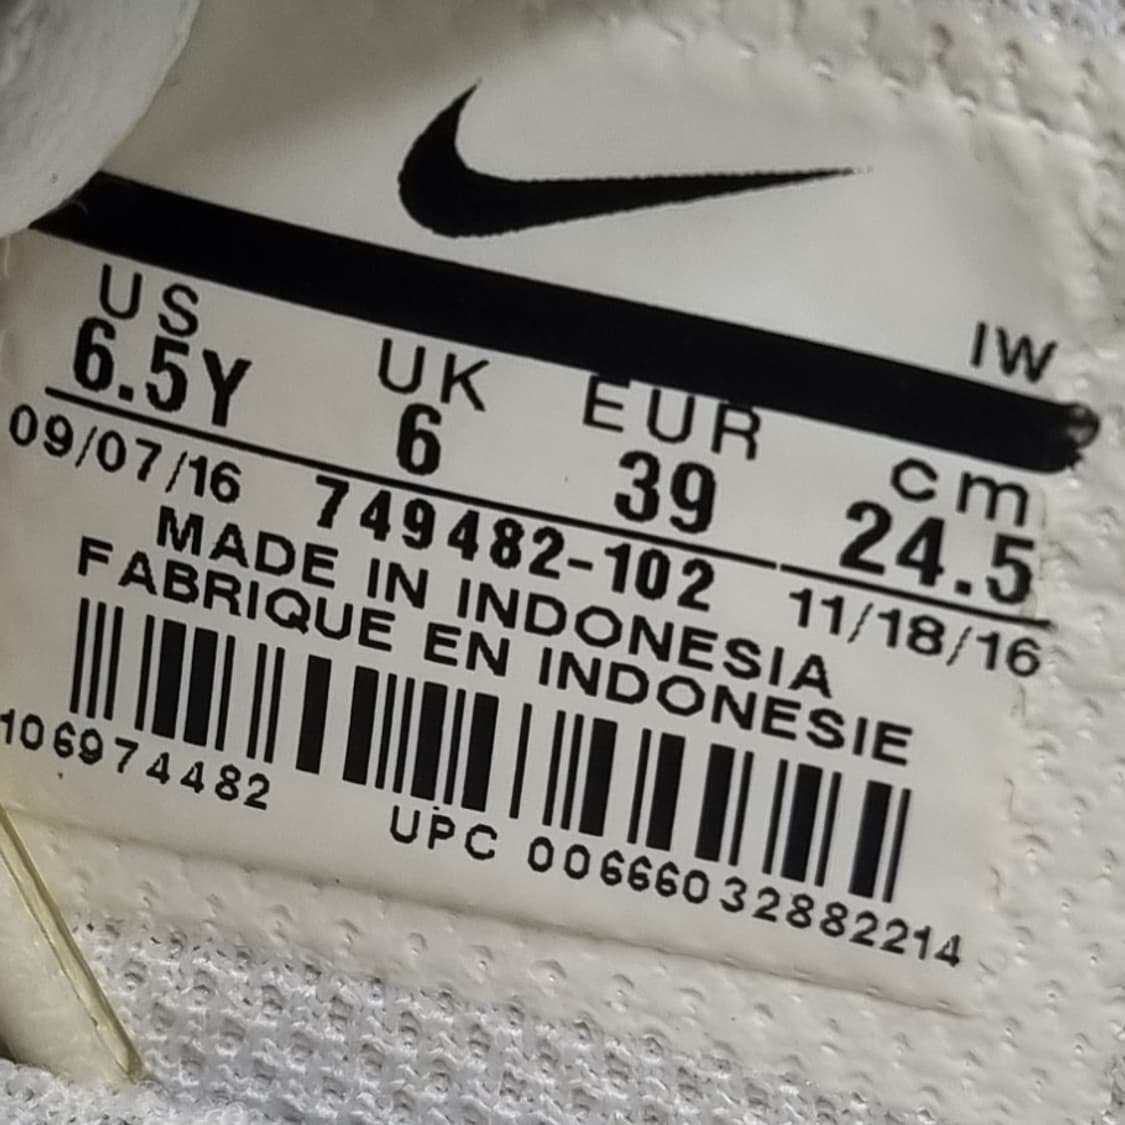 IW
US UK EUR cm
6.5Y 6 39 24.5
09/07/16 749482-102 11/18/16
MADE IN INDONESIA
FABRIQUE EN INDONESIE
106974482
UPC 00666032882214